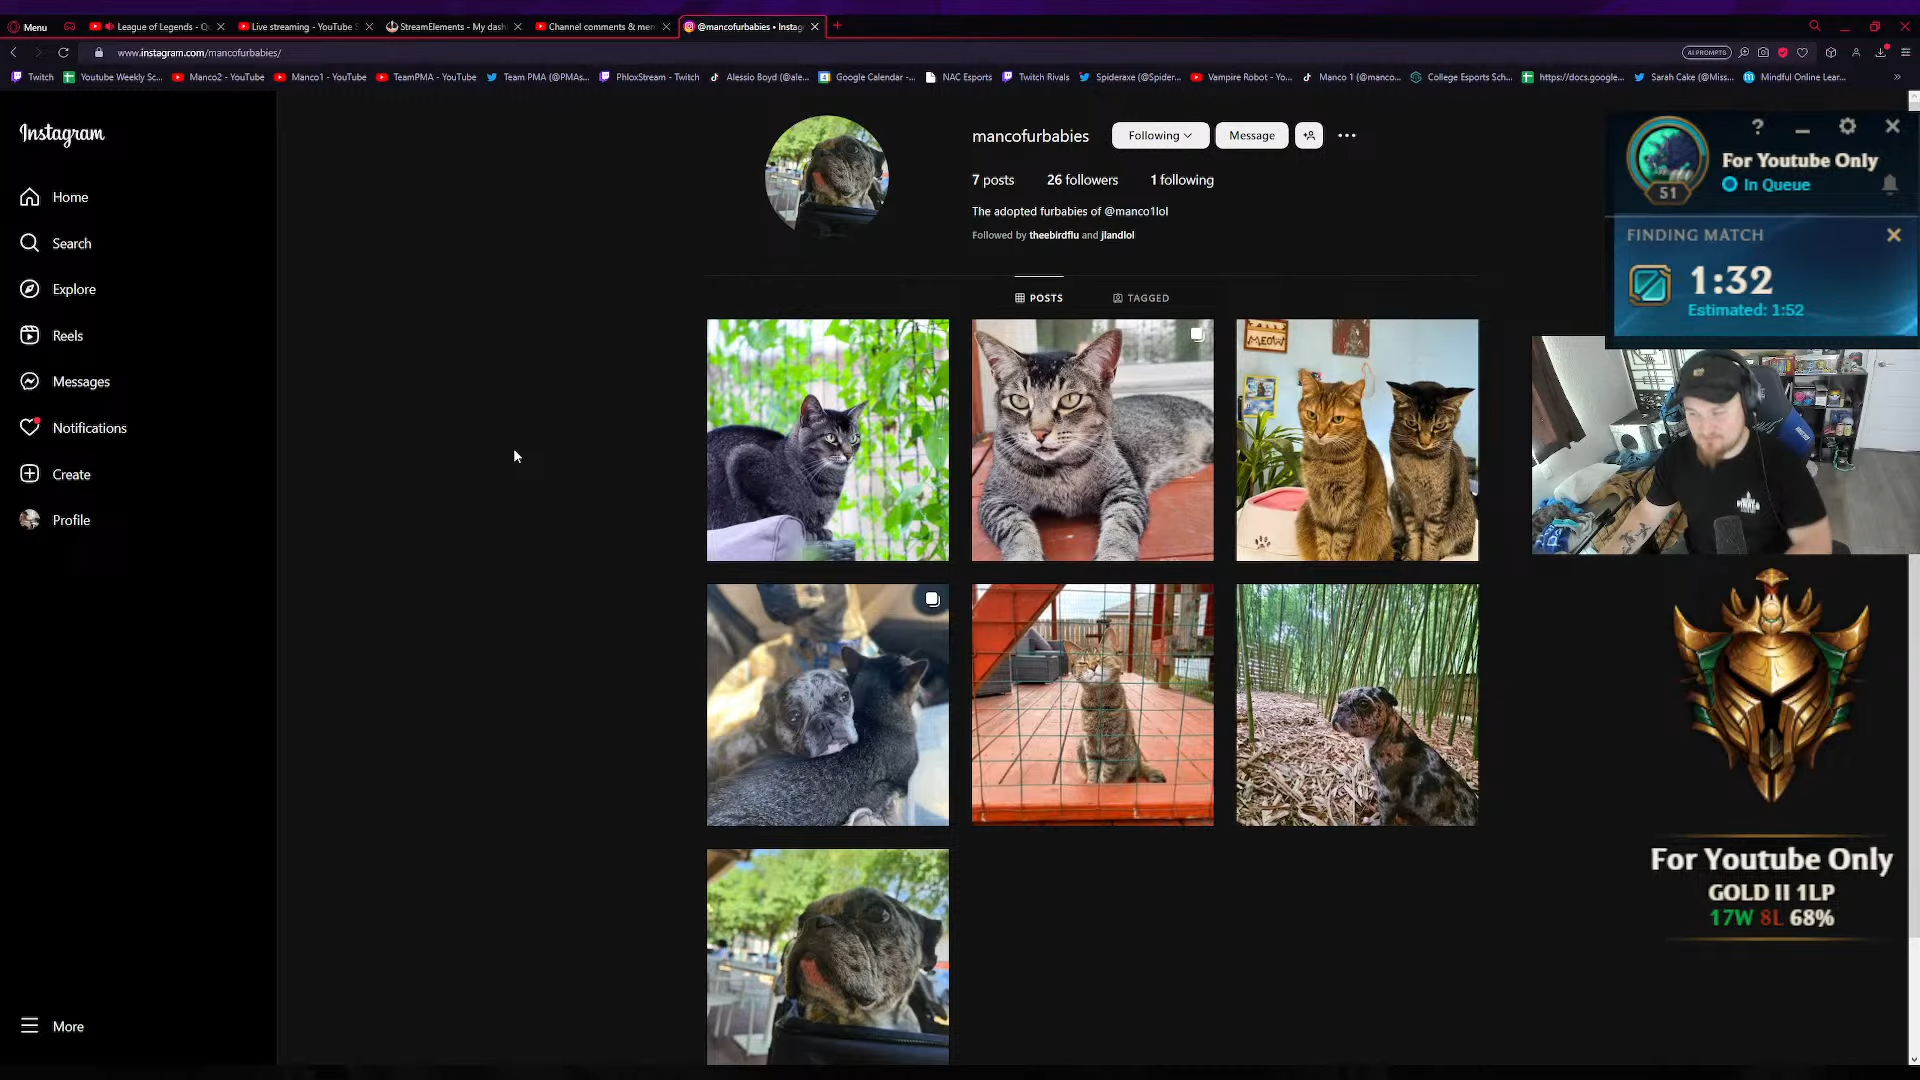 Menu
League of Legends - Q
Live streaming - YouTube S
StreamElements - My dash
Channel comments & men
@mancofurbabies • Instag
www.instagram.com/mancofurbabies/
AI PROMPTS
Twitch
Youtube Weekly Sc...
Manco2 - YouTube
Manco1 - YouTube
TeamPMA - YouTube
Team PMA (@PMAs...
PhloxStream - Twitch
Alessio Boyd (@ale...
Google Calendar -...
NAC Esports
Twitch Rivals
Spideraxe (@Spider...
Vampire Robot - Yo...
Manco 1 (@manco...
College Esports Sch...
https://docs.google...
Sarah Cake (@Miss...
Mindful Online Lear...
Instagram
Home
Search
Explore
Reels
Messages
Notifications
Create
Profile
More
mancofurbabies
Following
Message
7 posts
26 followers
1 following
The adopted furbabies of @manco1lol
Followed by theebirdflu and jlandlol
POSTS
TAGGED
MEOW
?
51
For Youtube Only
In Queue
FINDING MATCH
1:32
Estimated: 1:52
For Youtube Only
GOLD II 1LP
17W 8L 68%